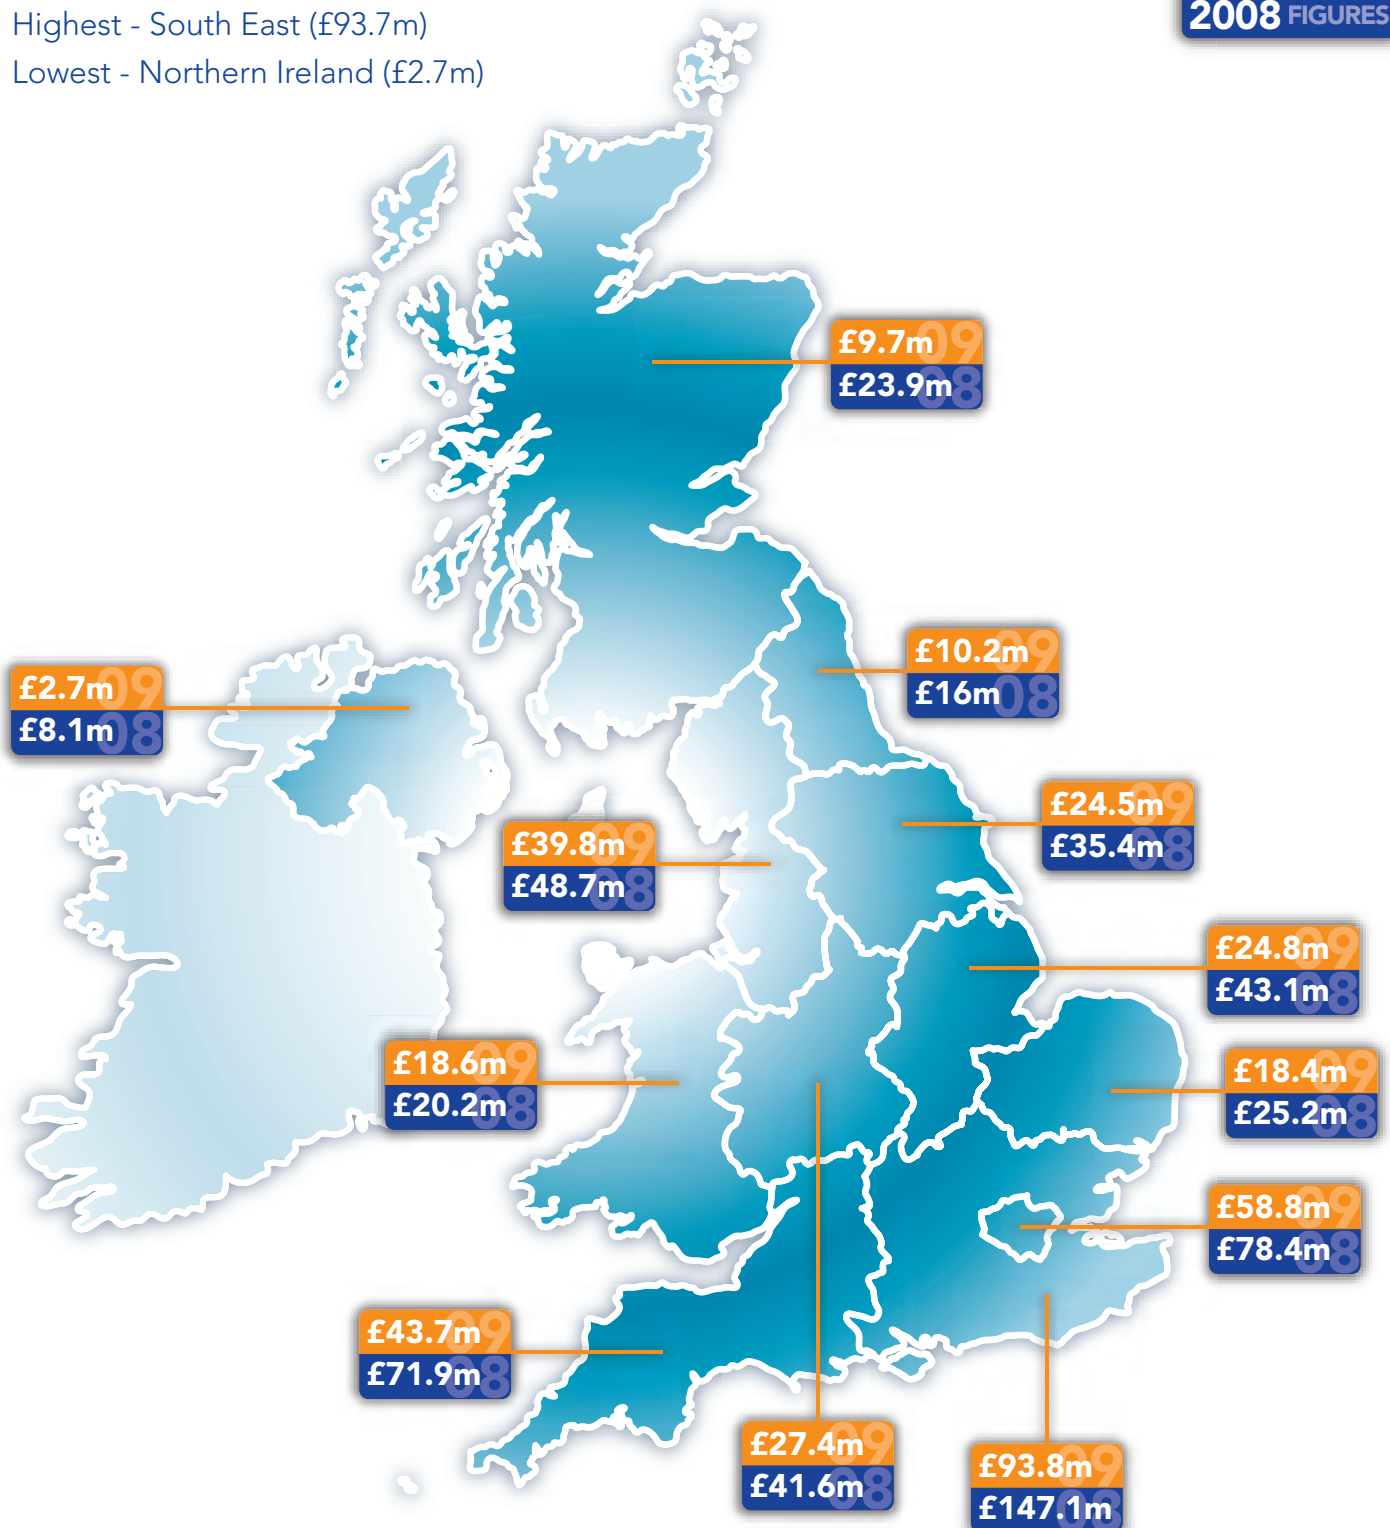 Highest - South East (£93.7m)
2008 FIGURES
Lowest - Northern Ireland (£2.7m)
£9.7m 09
£23.9m 08
£10.2m 09
£16m 08
£2.7m 09
£8.1m 08
£24.5m 09
£35.4m 08
£39.8m 09
£48.7m 08
£24.8m 09
£43.1m 08
£18.6m 09
£20.2m 08
£18.4m 09
£25.2m 08
£58.8m 09
£78.4m 08
£43.7m 09
£71.9m 08
£27.4m 09
£41.6m 08
£93.8m 09
£147.1m 08